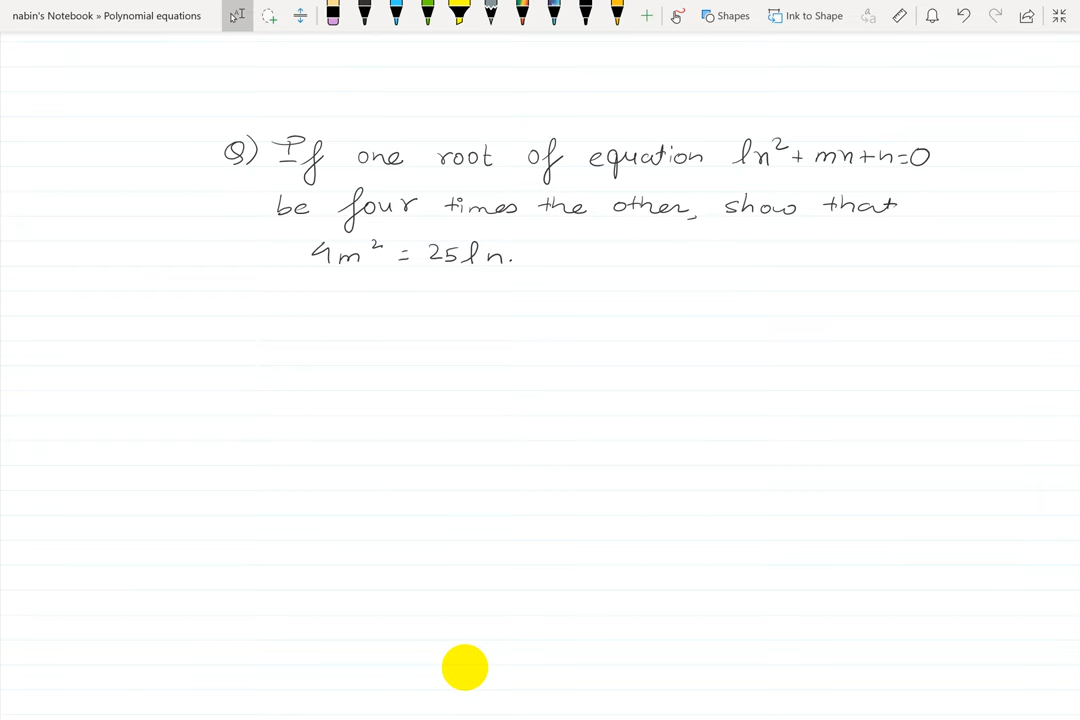 nabin's Notebook » Polynomial equations
Shapes
Ink to Shape
Q) If one root of equation lx² + mx + n = 0
be four times the other, show that
4m² = 25ln.